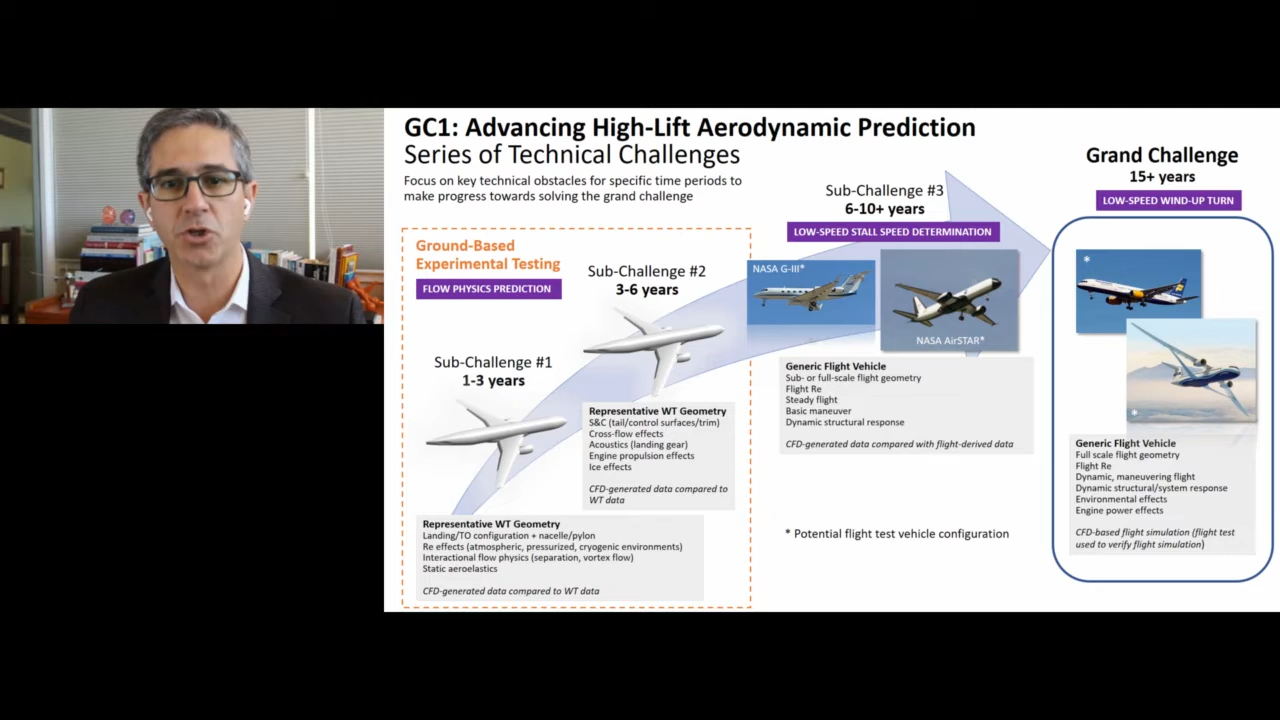 GC1: Advancing High-Lift Aerodynamic Prediction
Series of Technical Challenges
Focus on key technical obstacles for specific time periods to
make progress towards solving the grand challenge
Ground-Based
Experimental Testing
FLOW PHYSICS PREDICTION
Sub-Challenge #1
1-3 years
Representative WT Geometry
Landing/TO configuration + nacelle/pylon
Re effects (atmospheric, pressurized, cryogenic environments)
Interactional flow physics (separation, vortex flow)
Static aeroelastics
CFD-generated data compared to WT data
Sub-Challenge #2
3-6 years
Representative WT Geometry
S&C (tail/control surfaces/trim)
Cross-flow effects
Acoustics (landing gear)
Engine propulsion effects
Ice effects
CFD-generated data compared to
WT data
Sub-Challenge #3
6-10+ years
LOW-SPEED STALL SPEED DETERMINATION
NASA G-III*
NASA AirSTAR*
Generic Flight Vehicle
Sub- or full-scale flight geometry
Flight Re
Steady flight
Basic maneuver
Dynamic structural response
CFD-generated data compared with flight-derived data
* Potential flight test vehicle configuration
Grand Challenge
15+ years
LOW-SPEED WIND-UP TURN
*
*
Generic Flight Vehicle
Full scale flight geometry
Flight Re
Dynamic, maneuvering flight
Dynamic structural/system response
Environmental effects
Engine power effects
CFD-based flight simulation (flight test
used to verify flight simulation)